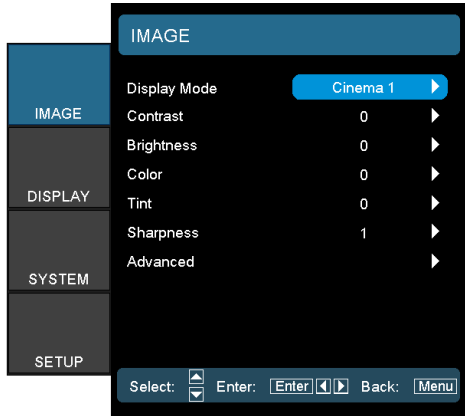 IMAGE
IMAGE
DISPLAY
SYSTEM
SETUP
Display Mode Cinema 1
Contrast 0
Brightness 0
Color 0
Tint 0
Sharpness 1
Advanced
Select: Enter: Enter Back: Menu